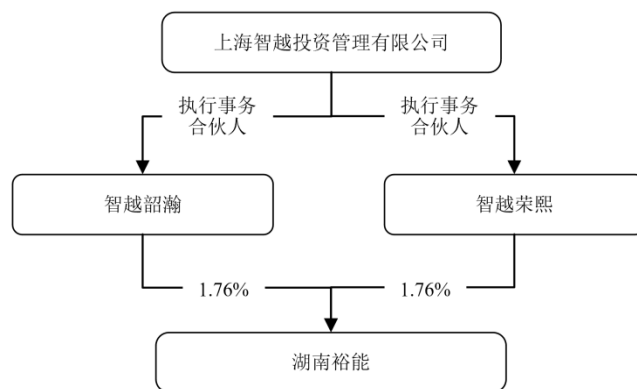 上海智越投资管理有限公司
执行事务
合伙人
执行事务
合伙人
智越韶瀚
智越荣熙
1.76%
1.76%
湖南裕能